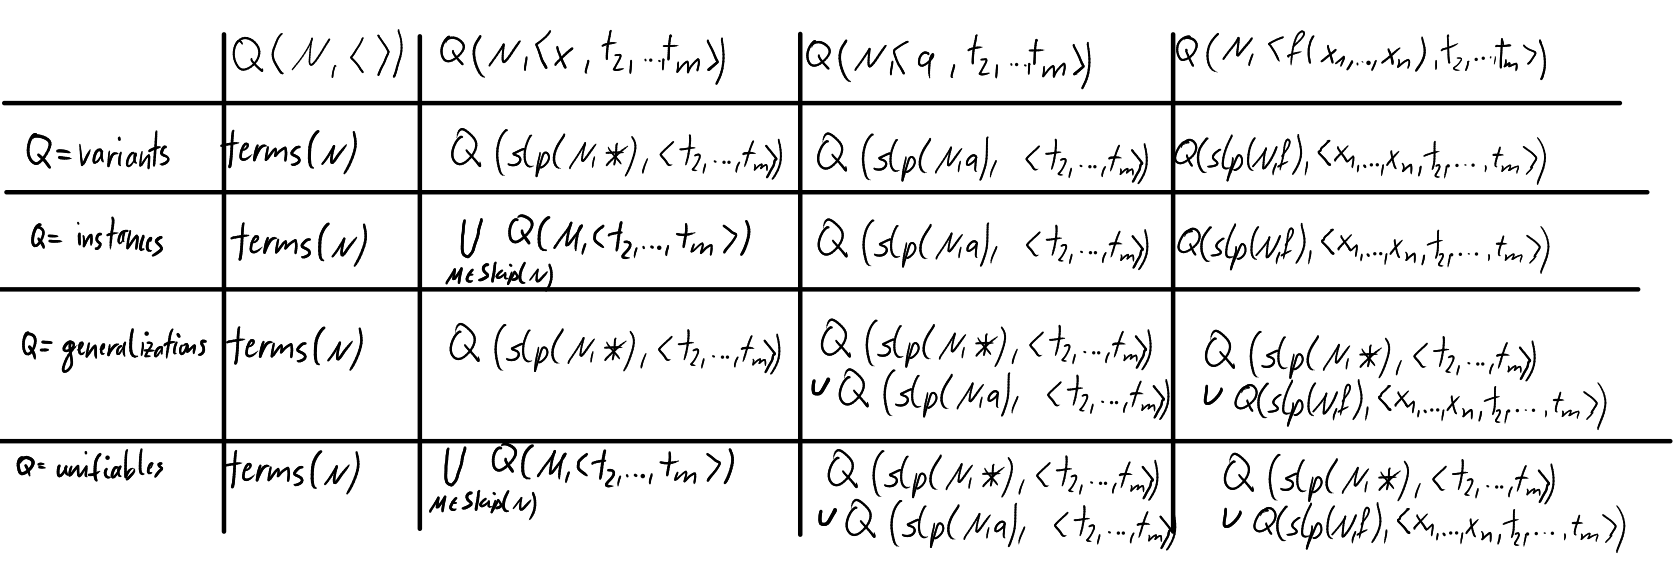 Q(N,<>) Q(N,<x,t₂,...,tₘ>) Q(N,<a,t₂,...,tₘ>) Q(N,<f(x₁,...,xₙ),t₂,...,tₘ>)
Q=variants terms(N) Q(slp(N,*),<t₂,...,tₘ>) Q(slp(N,a),<t₂,...,tₘ>) Q(slp(N,f),<x₁,...,xₙ,t₂,...,tₘ>)
Q=instances terms(N) ∪ Q(M,<t₂,...,tₘ>) Q(slp(N,a),<t₂,...,tₘ>) Q(slp(N,f),<x₁,...,xₙ,t₂,...,tₘ>)
M∈Skip(N)
Q=generalizations terms(N) Q(slp(N,*),<t₂,...,tₘ>) Q(slp(N,*),<t₂,...,tₘ>) Q(slp(N,*),<t₂,...,tₘ>)
∪Q(slp(N,a),<t₂,...,tₘ>) ∪Q(slp(N,f),<x₁,...,xₙ,t₂,...,tₘ>)
Q=unifiables terms(N) ∪ Q(M,<t₂,...,tₘ>) Q(slp(N,*),<t₂,...,tₘ>) Q(slp(N,*),<t₂,...,tₘ>)
M∈Skip(N) ∪Q(slp(N,a),<t₂,...,tₘ>) ∪Q(slp(N,f),<x₁,...,xₙ,t₂,...,tₘ>)